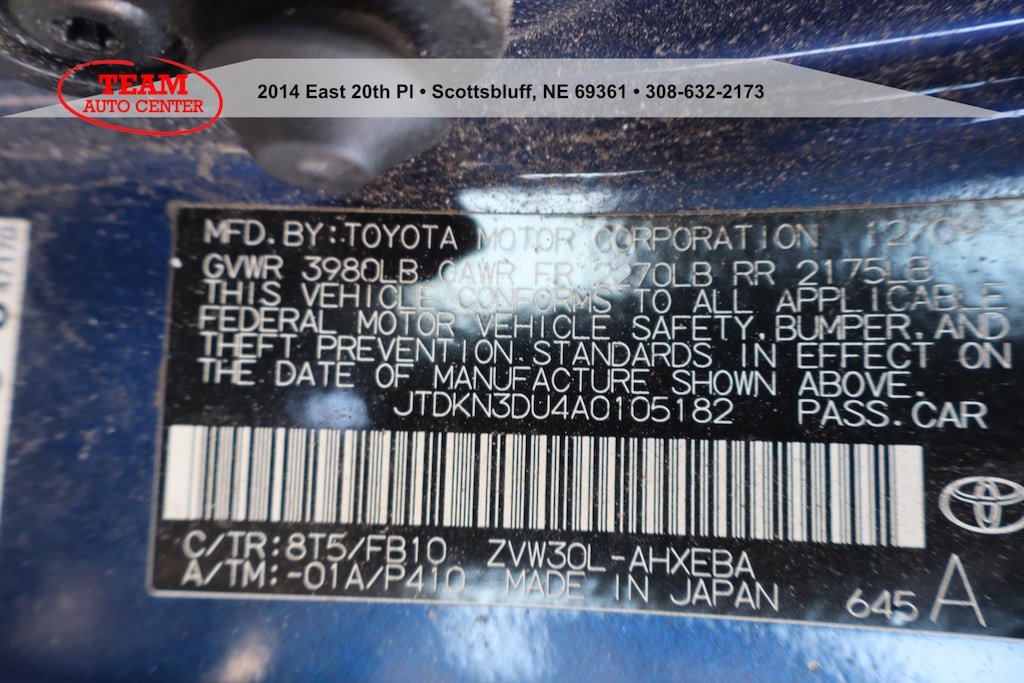 TEAM
AUTO CENTER
2014 East 20th Pl • Scottsbluff, NE 69361 • 308-632-2173
MFD. BY: TOYOTA MOTOR CORPORATION 12/09
GVWR 3980LB GAWR FR 2270LB RR 2175LB
THIS VEHICLE CONFORMS TO ALL APPLICABLE
FEDERAL MOTOR VEHICLE SAFETY, BUMPER, AND
THEFT PREVENTION STANDARDS IN EFFECT ON
THE DATE OF MANUFACTURE SHOWN ABOVE.
JTDKN3DU4A0105182 PASS. CAR
C/TR: 8T5/FB10 ZVW30L-AHXEBA
A/TM: -01A/P410 MADE IN JAPAN
645 A